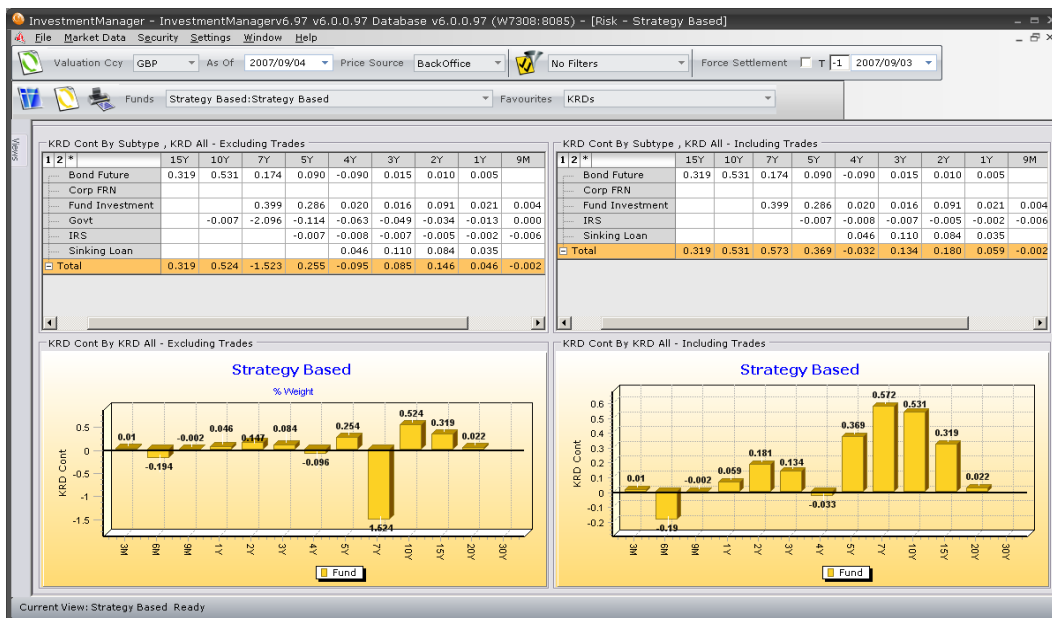 InvestmentManager - InvestmentManagerv6.97 v6.0.0.97 Database v6.0.0.97 (W7308:8085) - [Risk - Strategy Based]
File Market Data Security Settings Window Help
Valuation Ccy GBP As Of 2007/09/04 Price Source BackOffice No Filters Force Settlement T -1 2007/09/03
Funds Strategy Based:Strategy Based Favourites KRDs
Views
KRD Cont By Subtype , KRD All - Excluding Trades
1 2 * 15Y 10Y 7Y 5Y 4Y 3Y 2Y 1Y 9M
Bond Future 0.319 0.531 0.174 0.090 -0.090 0.015 0.010 0.005
Corp FRN
Fund Investment 0.399 0.286 0.020 0.016 0.091 0.021 0.004
Govt -0.007 -2.096 -0.114 -0.063 -0.049 -0.034 -0.013 0.000
IRS -0.007 -0.008 -0.007 -0.005 -0.002 -0.006
Sinking Loan 0.046 0.110 0.084 0.035
Total 0.319 0.524 -1.523 0.255 -0.095 0.085 0.146 0.046 -0.002
KRD Cont By Subtype , KRD All - Including Trades
1 2 * 15Y 10Y 7Y 5Y 4Y 3Y 2Y 1Y 9M
Bond Future 0.319 0.531 0.174 0.090 -0.090 0.015 0.010 0.005
Corp FRN
Fund Investment 0.399 0.286 0.020 0.016 0.091 0.021 0.004
IRS -0.007 -0.008 -0.007 -0.005 -0.002 -0.006
Sinking Loan 0.046 0.110 0.084 0.035
Total 0.319 0.531 0.573 0.369 -0.032 0.134 0.180 0.059 -0.002
KRD Cont By KRD All - Excluding Trades
Strategy Based
% Weight
KRD Cont
0.5
0
-0.5
-1
-1.5
0.01 -0.194 -0.002 0.046 0.147 0.084 -0.096 0.254 1.524 0.524 0.319 0.022
3M 6M 9M 1Y 2Y 3Y 4Y 5Y 7Y 10Y 15Y 20Y 30Y
Fund
KRD Cont By KRD All - Including Trades
Strategy Based
KRD Cont
0.6
0.5
0.4
0.3
0.2
0.1
0
-0.1
-0.2
0.01 -0.19 -0.002 0.059 0.181 0.134 -0.033 0.369 0.572 0.531 0.319 0.022
3M 6M 9M 1Y 2Y 3Y 4Y 5Y 7Y 10Y 15Y 20Y 30Y
Fund
Current View: Strategy Based Ready